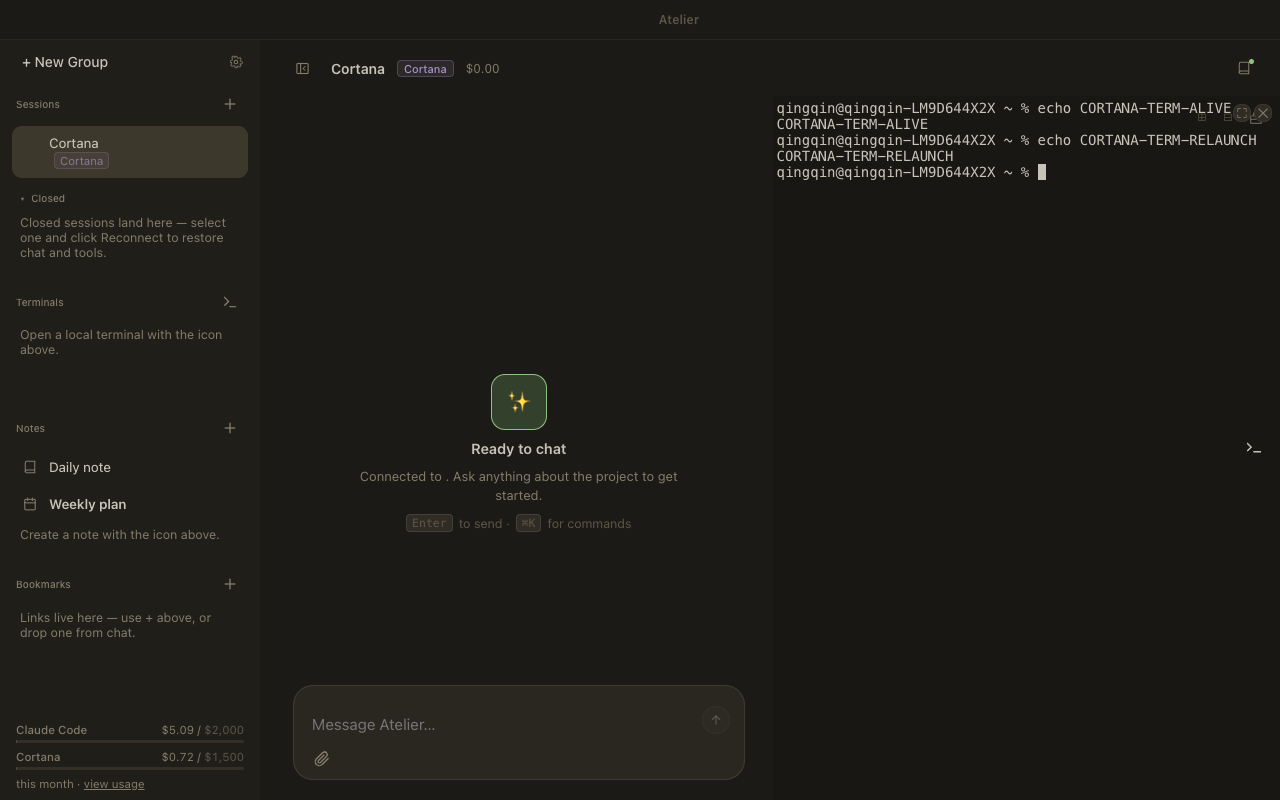 Atelier
+ New Group
Sessions
Cortana
Cortana
Closed
Closed sessions land here — select
one and click Reconnect to restore
chat and tools.
Terminals
Open a local terminal with the icon
above.
Notes
Daily note
Weekly plan
Create a note with the icon above.
Bookmarks
Links live here — use + above, or
drop one from chat.
Claude Code $5.09 / $2,000
Cortana $0.72 / $1,500
this month · view usage
Cortana Cortana $0.00
Ready to chat
Connected to . Ask anything about the project to get
started.
Enter to send · ⌘K for commands
Message Atelier...
qingqin@qingqin-LM9D644X2X ~ % echo CORTANA-TERM-ALIVE
CORTANA-TERM-ALIVE
qingqin@qingqin-LM9D644X2X ~ % echo CORTANA-TERM-RELAUNCH
CORTANA-TERM-RELAUNCH
qingqin@qingqin-LM9D644X2X ~ %